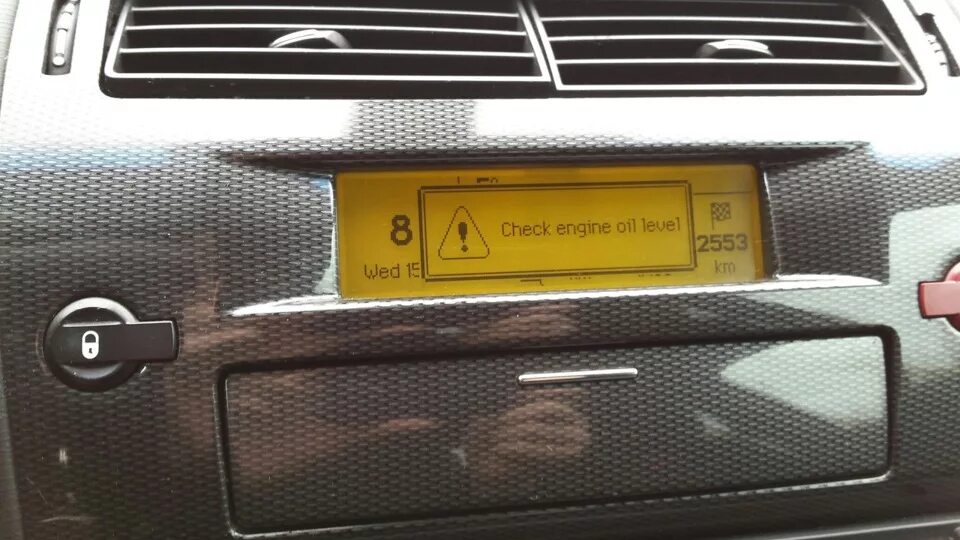 8
Check engine oil level
2553
Wed 15
km